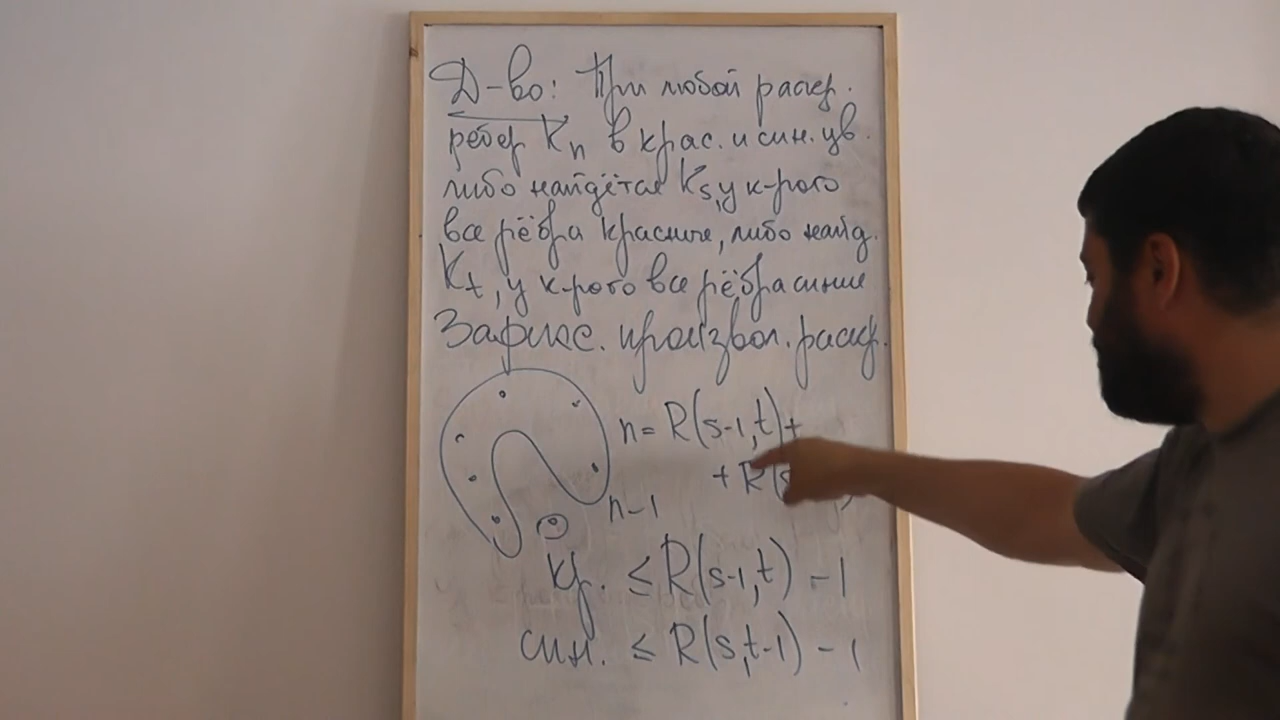 Д-во: При любой раскр.
рёбер Kn в крас. и син. цв.
либо найдётся Ks, у к-рого
все рёбра красные, либо найд.
Kt, у к-рого все рёбра синие
Зафикс. произвол. раскр.
n = R(s-1,t) +
+ R(s
n-1
кр. ≤ R(s-1,t) - 1
син. ≤ R(s,t-1) - 1